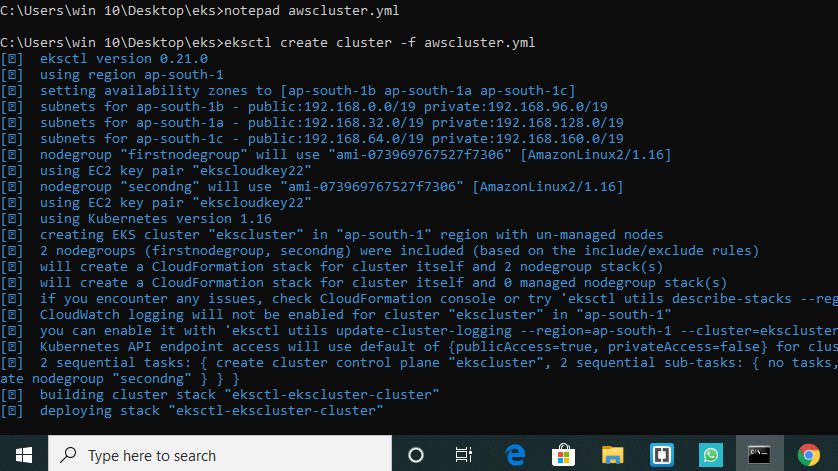 C:\Users\win 10\Desktop\eks>notepad awscluster.yml
C:\Users\win 10\Desktop\eks>eksctl create cluster -f awscluster.yml
[⍰]  eksctl version 0.21.0
[⍰]  using region ap-south-1
[⍰]  setting availability zones to [ap-south-1b ap-south-1a ap-south-1c]
[⍰]  subnets for ap-south-1b - public:192.168.0.0/19 private:192.168.96.0/19
[⍰]  subnets for ap-south-1a - public:192.168.32.0/19 private:192.168.128.0/19
[⍰]  subnets for ap-south-1c - public:192.168.64.0/19 private:192.168.160.0/19
[⍰]  nodegroup "firstnodegroup" will use "ami-073969767527f7306" [AmazonLinux2/1.16]
[⍰]  using EC2 key pair "ekscloudkey22"
[⍰]  nodegroup "secondng" will use "ami-073969767527f7306" [AmazonLinux2/1.16]
[⍰]  using EC2 key pair "ekscloudkey22"
[⍰]  using Kubernetes version 1.16
[⍰]  creating EKS cluster "ekscluster" in "ap-south-1" region with un-managed nodes
[⍰]  2 nodegroups (firstnodegroup, secondng) were included (based on the include/exclude rules)
[⍰]  will create a CloudFormation stack for cluster itself and 2 nodegroup stack(s)
[⍰]  will create a CloudFormation stack for cluster itself and 0 managed nodegroup stack(s)
[⍰]  if you encounter any issues, check CloudFormation console or try 'eksctl utils describe-stacks --reg
[⍰]  CloudWatch logging will not be enabled for cluster "ekscluster" in "ap-south-1"
[⍰]  you can enable it with 'eksctl utils update-cluster-logging --region=ap-south-1 --cluster=ekscluster
[⍰]  Kubernetes API endpoint access will use default of {publicAccess=true, privateAccess=false} for clus
[⍰]  2 sequential tasks: { create cluster control plane "ekscluster", 2 sequential sub-tasks: { no tasks,
ate nodegroup "secondng" } } }
[⍰]  building cluster stack "eksctl-ekscluster-cluster"
[⍰]  deploying stack "eksctl-ekscluster-cluster"
Type here to search